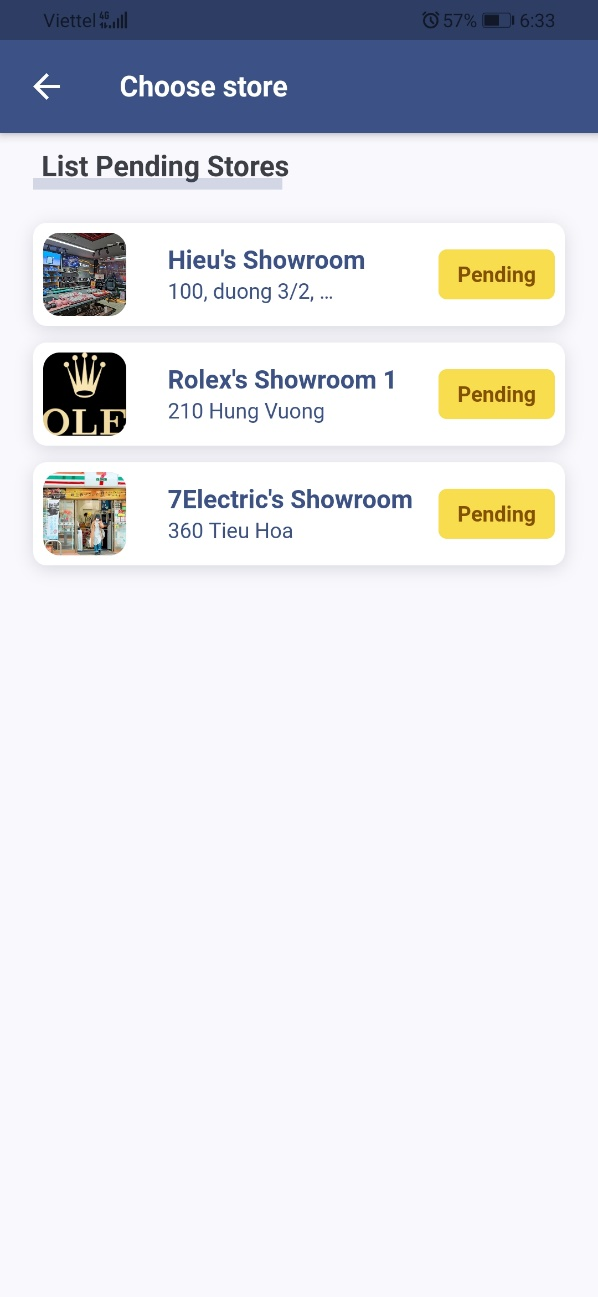 Viettel 4G 57% 6:33
Choose store
List Pending Stores
Hieu's Showroom
100, duong 3/2, ...
Pending
OLE
Rolex's Showroom 1
210 Hung Vuong
Pending
7
7Electric's Showroom
360 Tieu Hoa
Pending